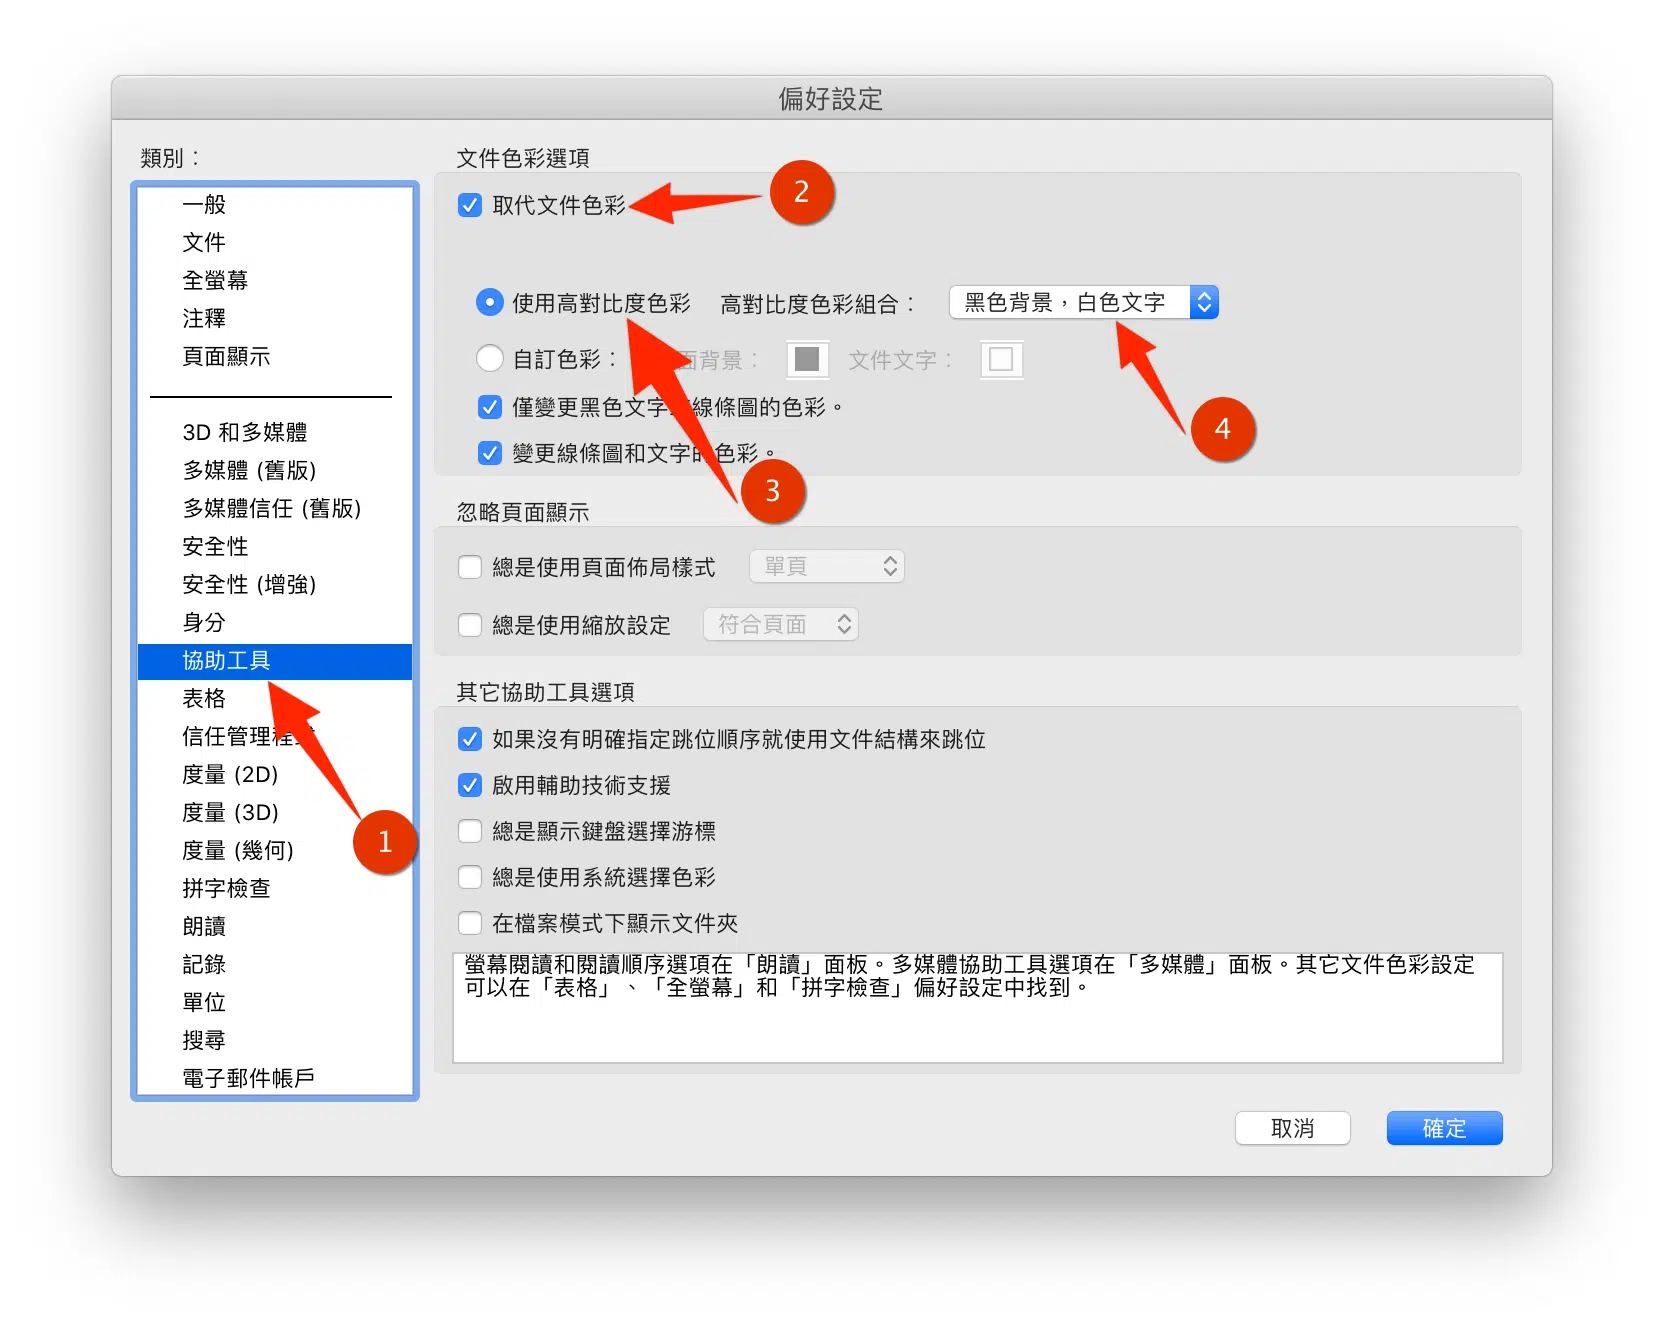 偏好設定
類別：
一般
文件
全螢幕
注釋
頁面顯示
3D 和多媒體
多媒體 (舊版)
多媒體信任 (舊版)
安全性
安全性 (增強)
身分
協助工具
表格
信任管理程
度量 (2D)
度量 (3D)
度量 (幾何)
拼字檢查
朗讀
記錄
單位
搜尋
電子郵件帳戶
1
文件色彩選項
取代文件色彩
2
使用高對比度色彩 高對比度色彩組合： 黑色背景，白色文字
自訂色彩： 面背景： 文件文字：
僅變更黑色文字 線條圖的色彩。
4
變更線條圖和文字的色彩。
3
忽略頁面顯示
總是使用頁面佈局樣式 單頁
總是使用縮放設定 符合頁面
其它協助工具選項
如果沒有明確指定跳位順序就使用文件結構來跳位
啟用輔助技術支援
總是顯示鍵盤選擇游標
總是使用系統選擇色彩
在檔案模式下顯示文件夾
螢幕閱讀和閱讀順序選項在「朗讀」面板。多媒體協助工具選項在「多媒體」面板。其它文件色彩設定
可以在「表格」、「全螢幕」和「拼字檢查」偏好設定中找到。
取消 確定